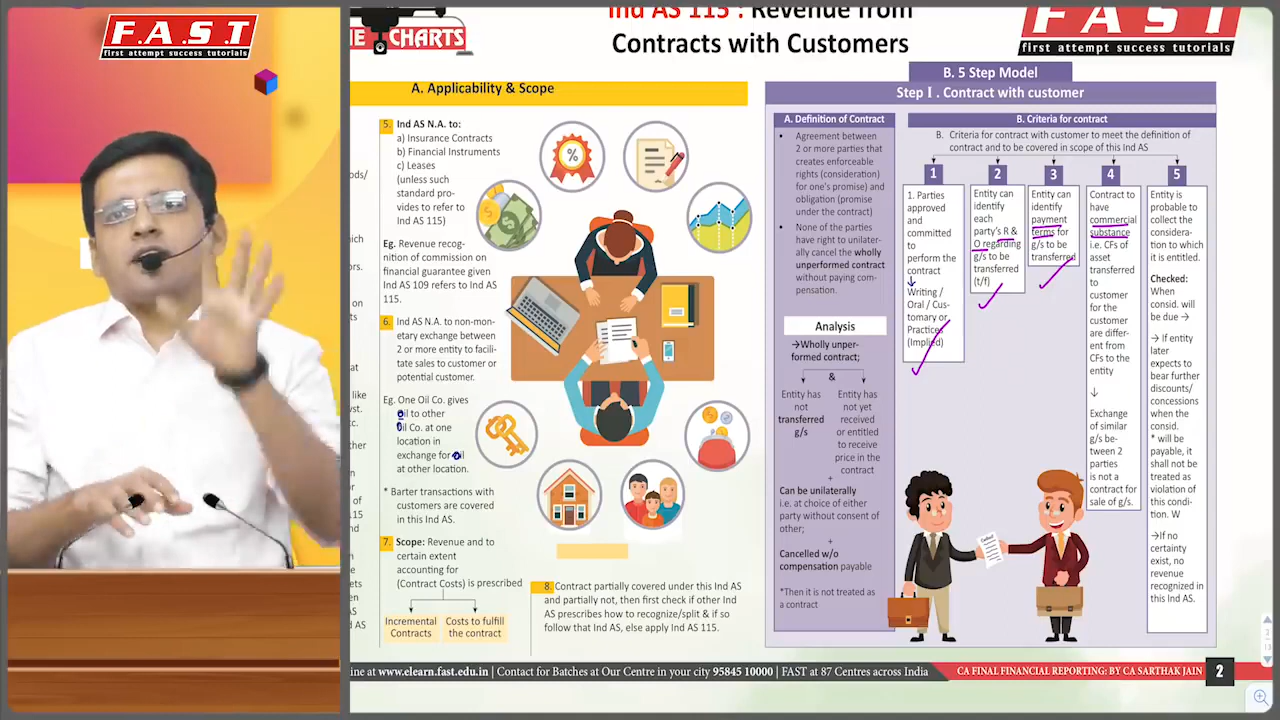 F.A.S.T
first attempt success tutorials
CHARTS
Ind AS 115 : Revenue from
Contracts with Customers
FAST
first attempt success tutorials
A. Applicability & Scope
5. Ind AS N.A. to:
a) Insurance Contracts
b) Financial Instruments
c) Leases
(unless such
standard pro-
vides to refer to
Ind AS 115)
Eg. Revenue recog-
nition of commission on
financial guarantee given
Ind AS 109 refers to Ind AS
115.
6. Ind AS N.A. to non-mon-
etary exchange between
2 or more entity to facili-
tate sales to customer or
potential customer.
Eg. One Oil Co. gives
Oil to other
Oil Co. at one
location in
exchange for oil
at other location.
* Barter transactions with
customers are covered
in this Ind AS.
7. Scope: Revenue and to
certain extent
accounting for
(Contract Costs) is prescribed
Incremental
Contracts
Costs to fulfill
the contract
8. Contract partially covered under this Ind AS
and partially not, then first check if other Ind
AS prescribes how to recognize/split & if so
follow that Ind AS, else apply Ind AS 115.
B. 5 Step Model
Step I . Contract with customer
A. Definition of Contract
• Agreement between
2 or more parties that
creates enforceable
rights (consideration)
for one's promise) and
obligation (promise
under the contract)
• None of the parties
have right to unilater-
ally cancel the wholly
unperformed contract
without paying com-
pensation.
Analysis
→Wholly unper-
formed contract;
&
Entity has
not
transferred
g/s
Entity has
not yet
received
or entitled
to receive
price in the
contract
+
Can be unilaterally
i.e. at choice of either
party without consent of
other;
+
Cancelled w/o
compensation payable
*Then it is not treated as
a contract
B. Criteria for contract
B. Criteria for contract with customer to meet the definition of
contract and to be covered in scope of this Ind AS
1
1. Parties
approved
and
committed
to
perform the
contract
↓
Writing /
Oral / Cus-
tomary or
Practices
(Implied)
2
Entity can
identify
each
party's R &
O regarding
g/s to be
transferred
(t/f)
3
Entity can
identify
payment
terms for
g/s to be
transferred
4
Contract to
have
commercial
substance
i.e. CFs of
asset
transferred
to
customer
for the
customer
are differ-
ent from
CFs to the
entity
↓
Exchange
of similar
g/s be-
tween 2
parties
is not a
contract for
sale of g/s.
5
Entity is
probable to
collect the
considera-
tion to which
it is entitled.
Checked:
When
consid. will
be due →
→ If entity
later
expects to
bear further
discounts/
concessions
when the
consid.
* will be
payable, it
shall not be
treated as
violation of
this condi-
tion. W
→If no
certainty
exist, no
revenue
recognized in
this Ind AS.
ine at www.elearn.fast.edu.in | Contact for Batches at Our Centre in your city 95845 10000 | FAST at 87 Centres across India
CA FINAL FINANCIAL REPORTING: BY CA SARTHAK JAIN
2